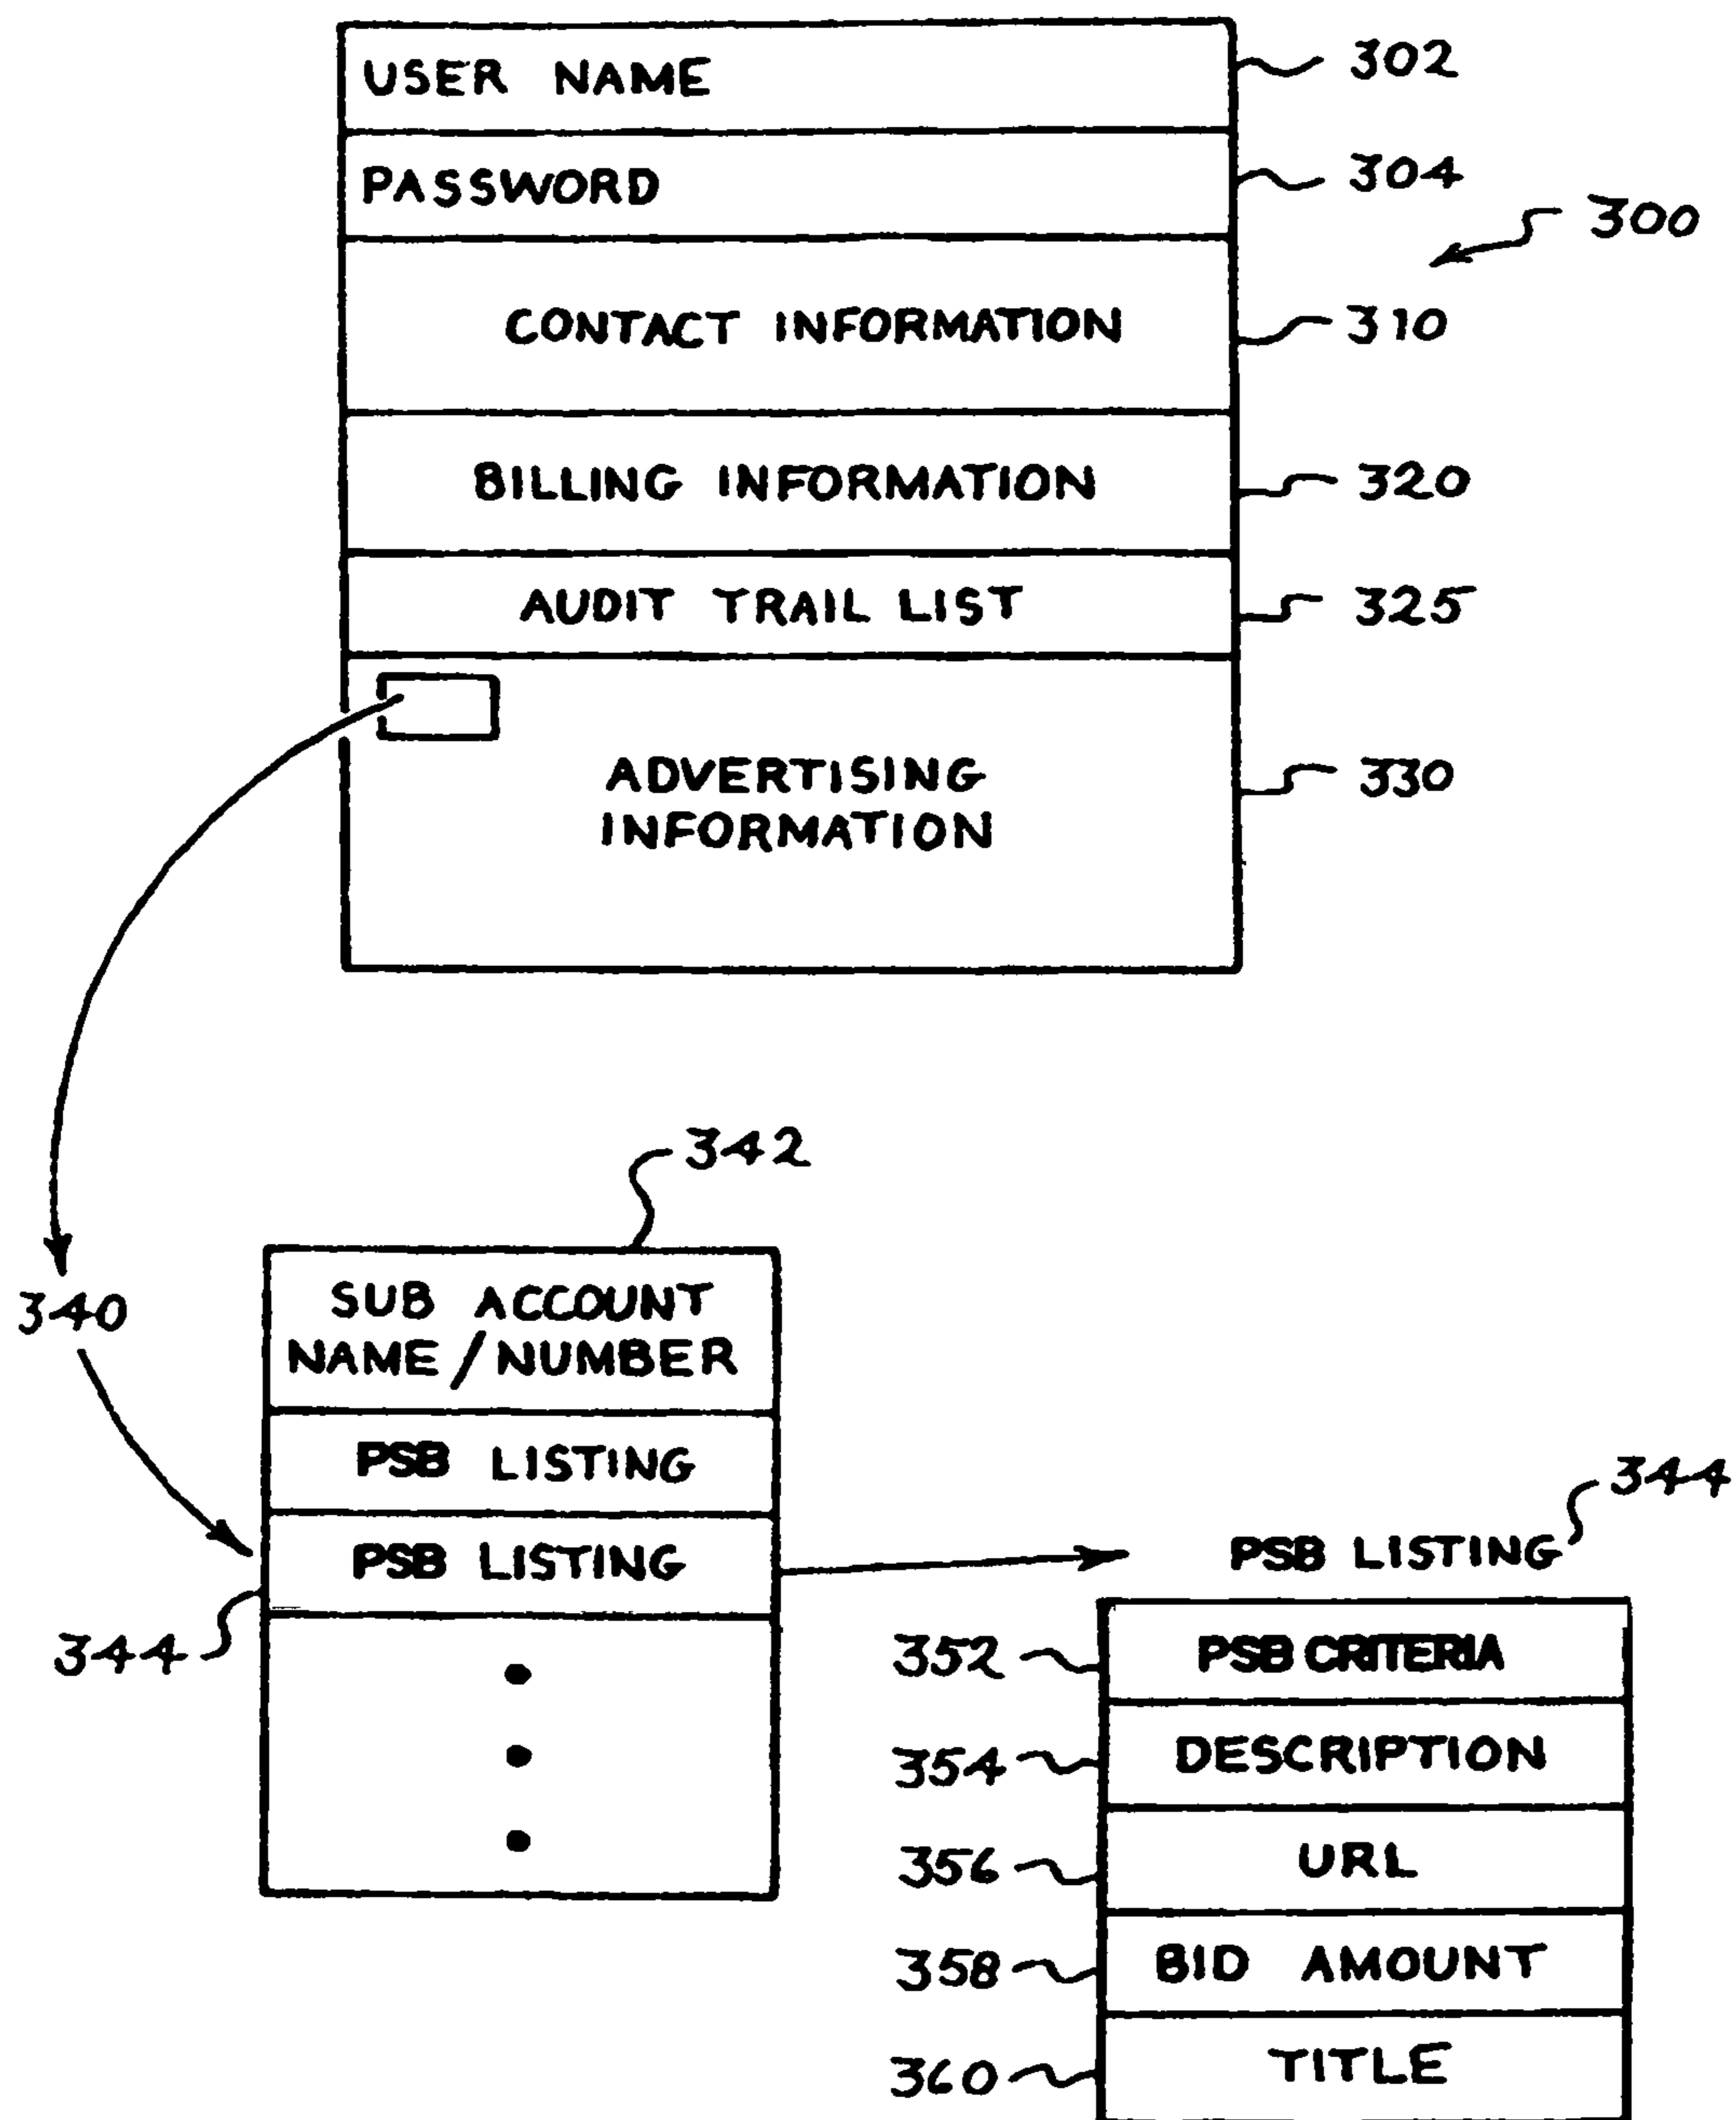 USER NAME 302
PASSWORD 304
300
CONTACT INFORMATION 310
BILLING INFORMATION 320
AUDIT TRAIL LIST 325
ADVERTISING 330
INFORMATION
342
340
SUB ACCOUNT
NAME/NUMBER
PSB LISTING
PSB LISTING
344
344
PSB LISTING
352 PSB CRITERIA
354 DESCRIPTION
356 URL
358 BID AMOUNT
360 TITLE